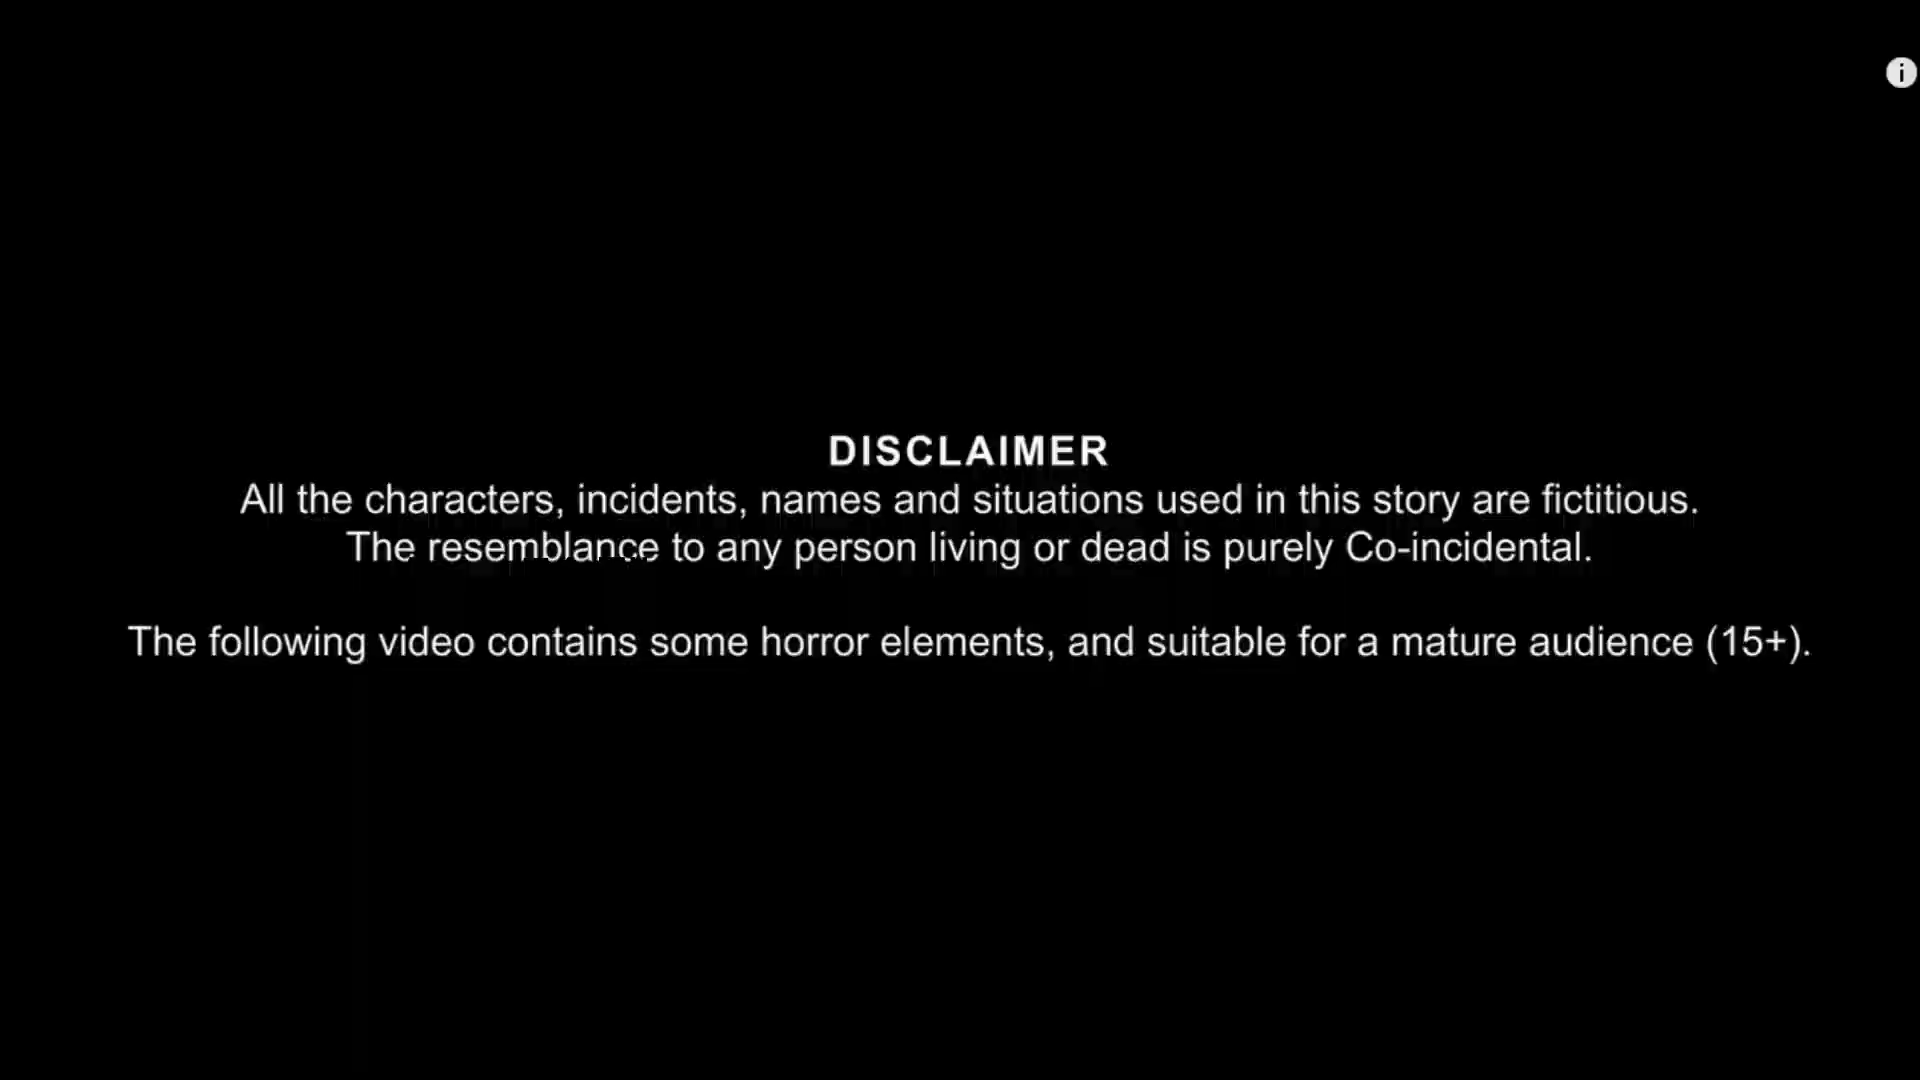 DISCLAIMER
All the characters, incidents, names and situations used in this story are fictitious.
The resemblance to any person living or dead is purely Co-incidental.
The following video contains some horror elements, and suitable for a mature audience (15+).